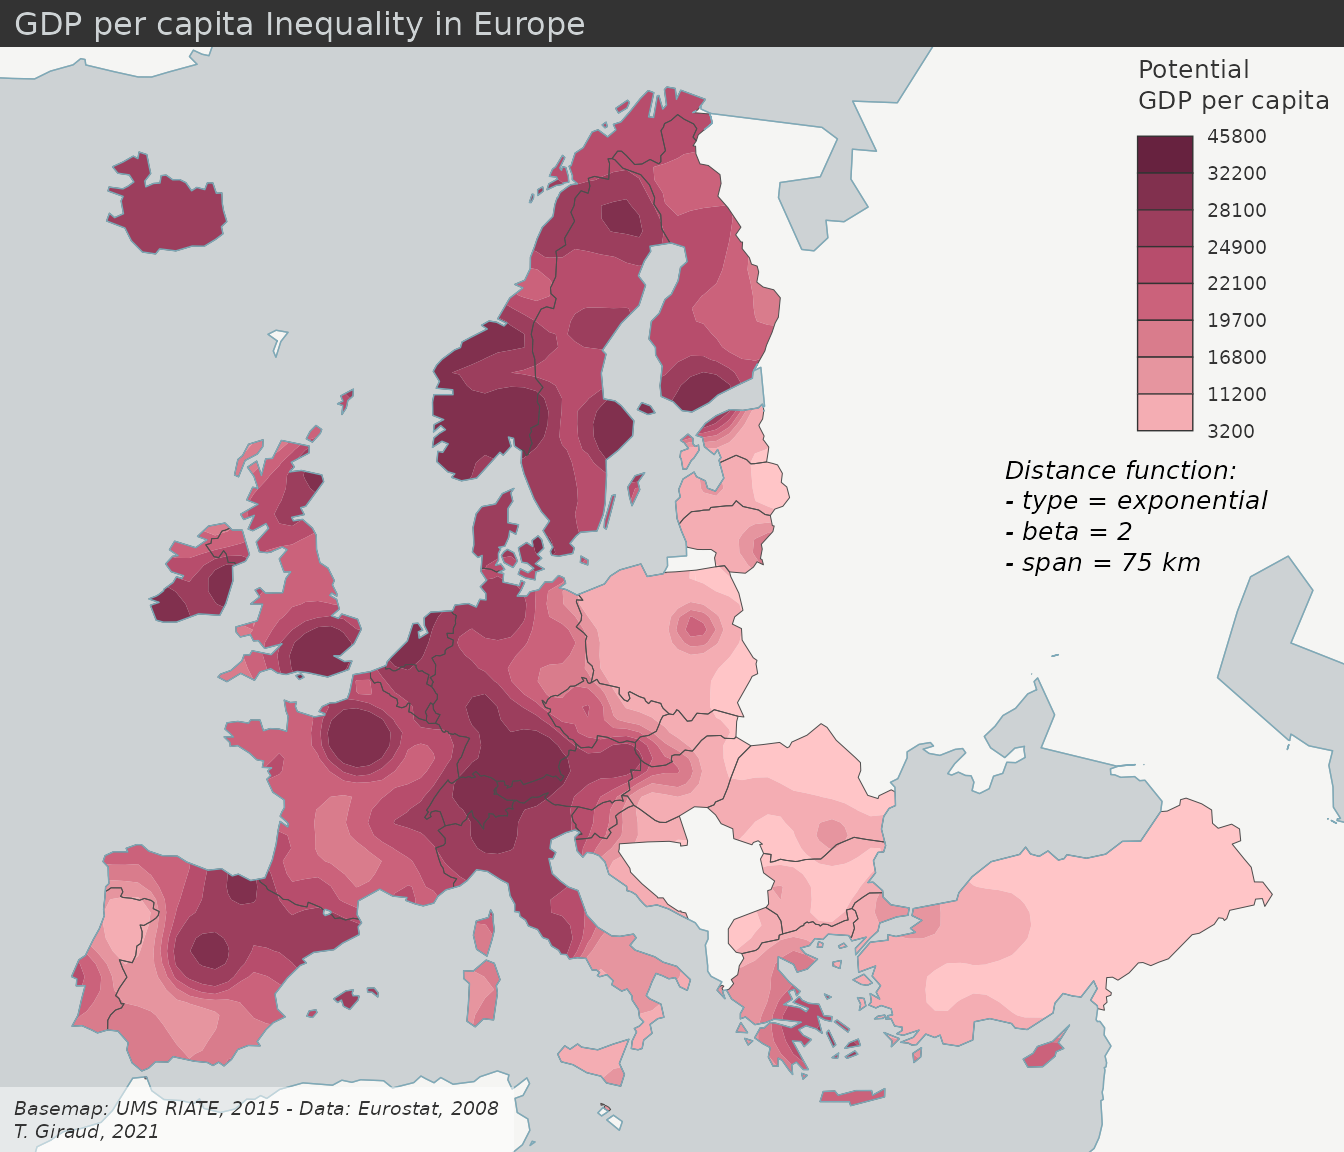 GDP per capita Inequality in Europe
Potential
GDP per capita
45800
32200
28100
24900
22100
19700
16800
11200
3200
Distance function:
- type = exponential
- beta = 2
- span = 75 km
Basemap: UMS RIATE, 2015 - Data: Eurostat, 2008
T. Giraud, 2021